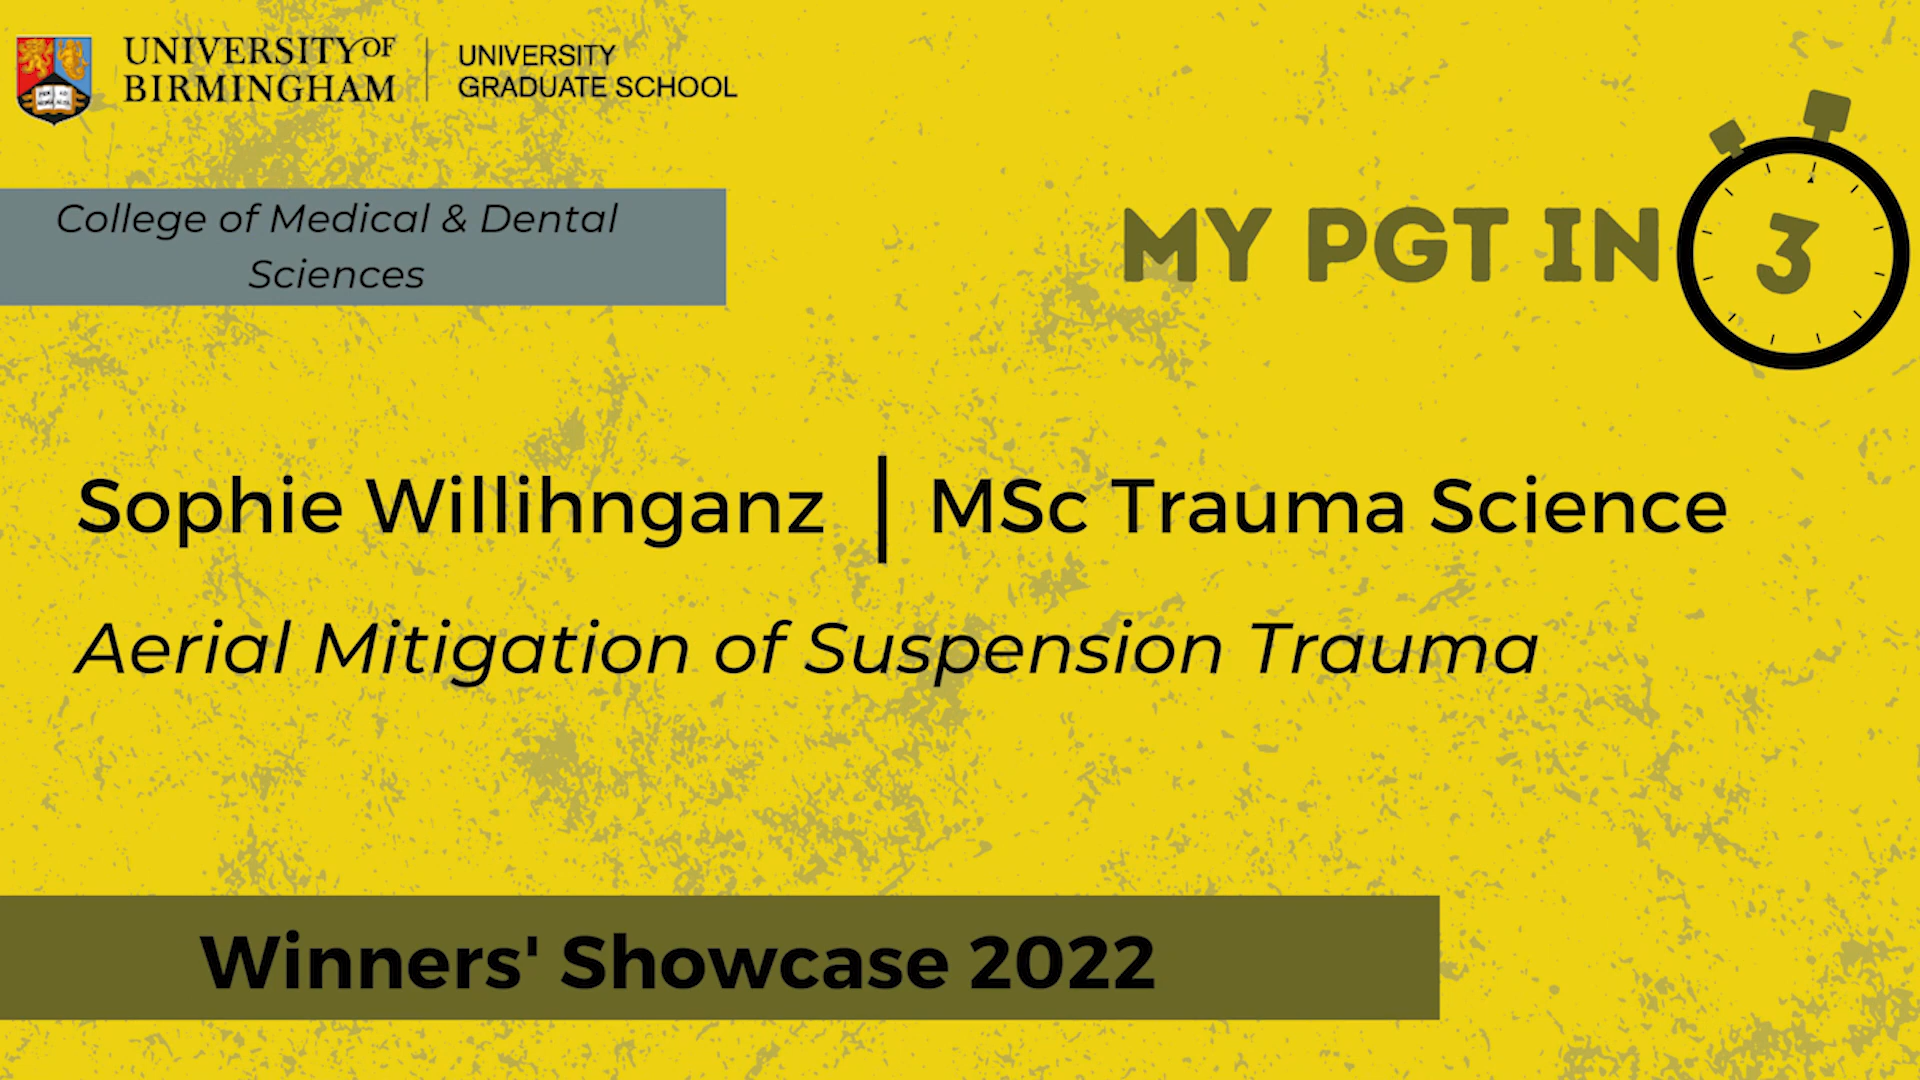 UNIVERSITY OF
BIRMINGHAM
UNIVERSITY
GRADUATE SCHOOL
College of Medical & Dental
Sciences
MY PGT IN 3
Sophie Willihnganz | MSc Trauma Science
Aerial Mitigation of Suspension Trauma
Winners' Showcase 2022